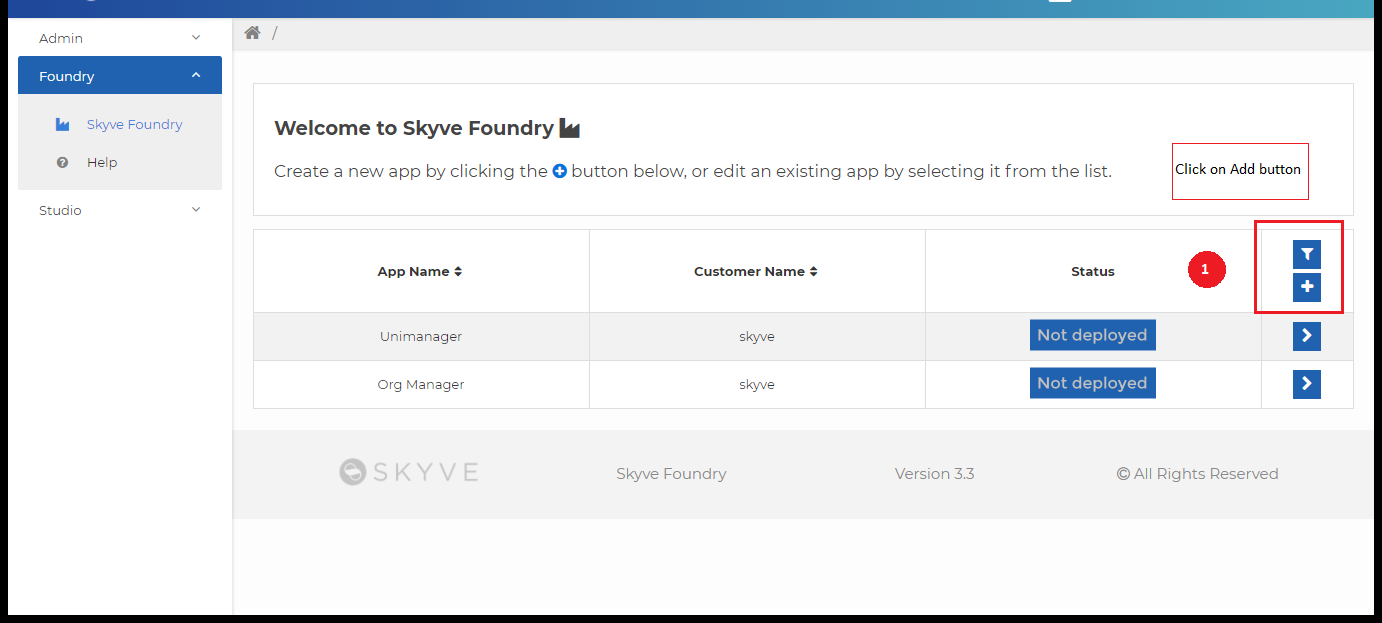 Admin
Foundry
Skyve Foundry
Help
Studio
/
Welcome to Skyve Foundry
Create a new app by clicking the button below, or edit an existing app by selecting it from the list.
Click on Add button
App Name
Customer Name
Status
1
Unimanager
skyve
Not deployed
Org Manager
skyve
Not deployed
SKYVE
Skyve Foundry
Version 3.3
© All Rights Reserved